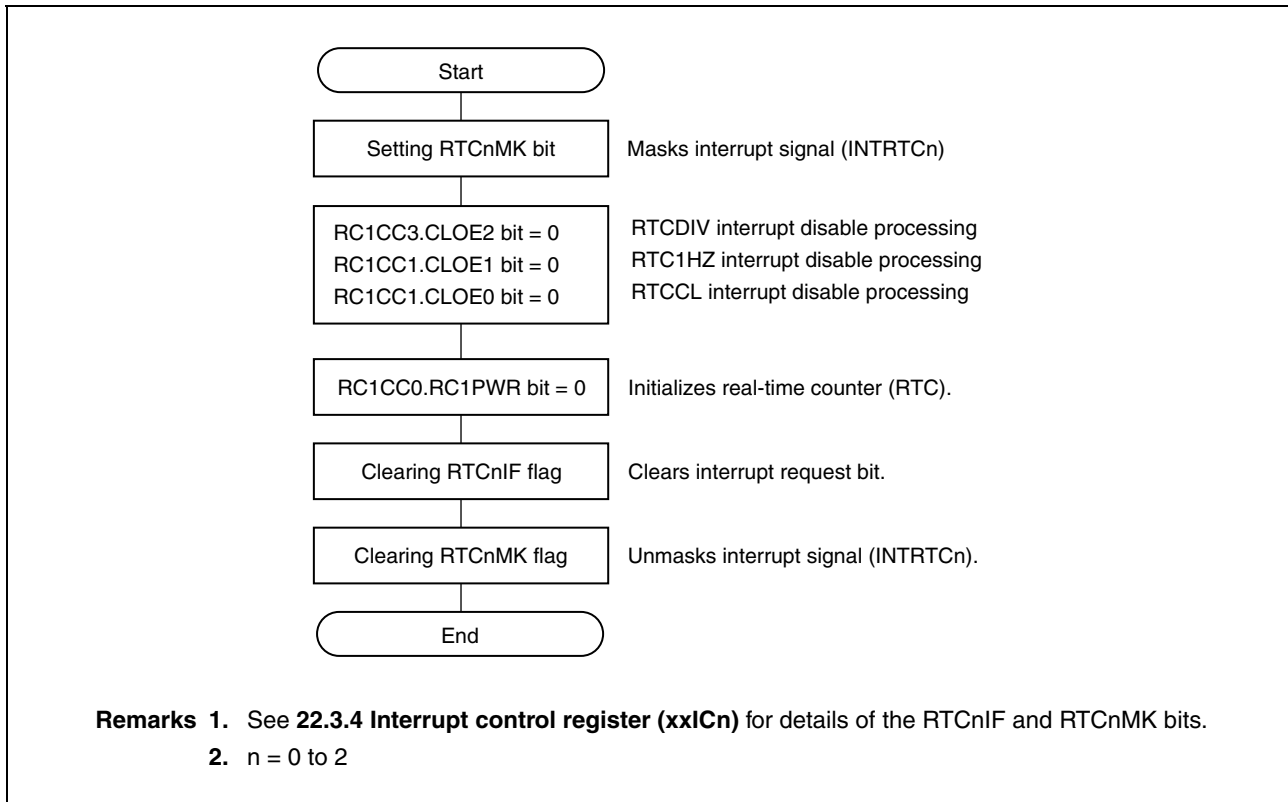 Start
Setting RTCnMK bit
Masks interrupt signal (INTRTCn)
RC1CC3.CLOE2 bit = 0
RTCDIV interrupt disable processing
RC1CC1.CLOE1 bit = 0
RTC1HZ interrupt disable processing
RC1CC1.CLOE0 bit = 0
RTCCL interrupt disable processing
RC1CC0.RC1PWR bit = 0
Initializes real-time counter (RTC).
Clearing RTCnIF flag
Clears interrupt request bit.
Clearing RTCnMK flag
Unmasks interrupt signal (INTRTCn).
End
Remarks 1. See 22.3.4 Interrupt control register (xxICn) for details of the RTCnIF and RTCnMK bits.
2. n = 0 to 2